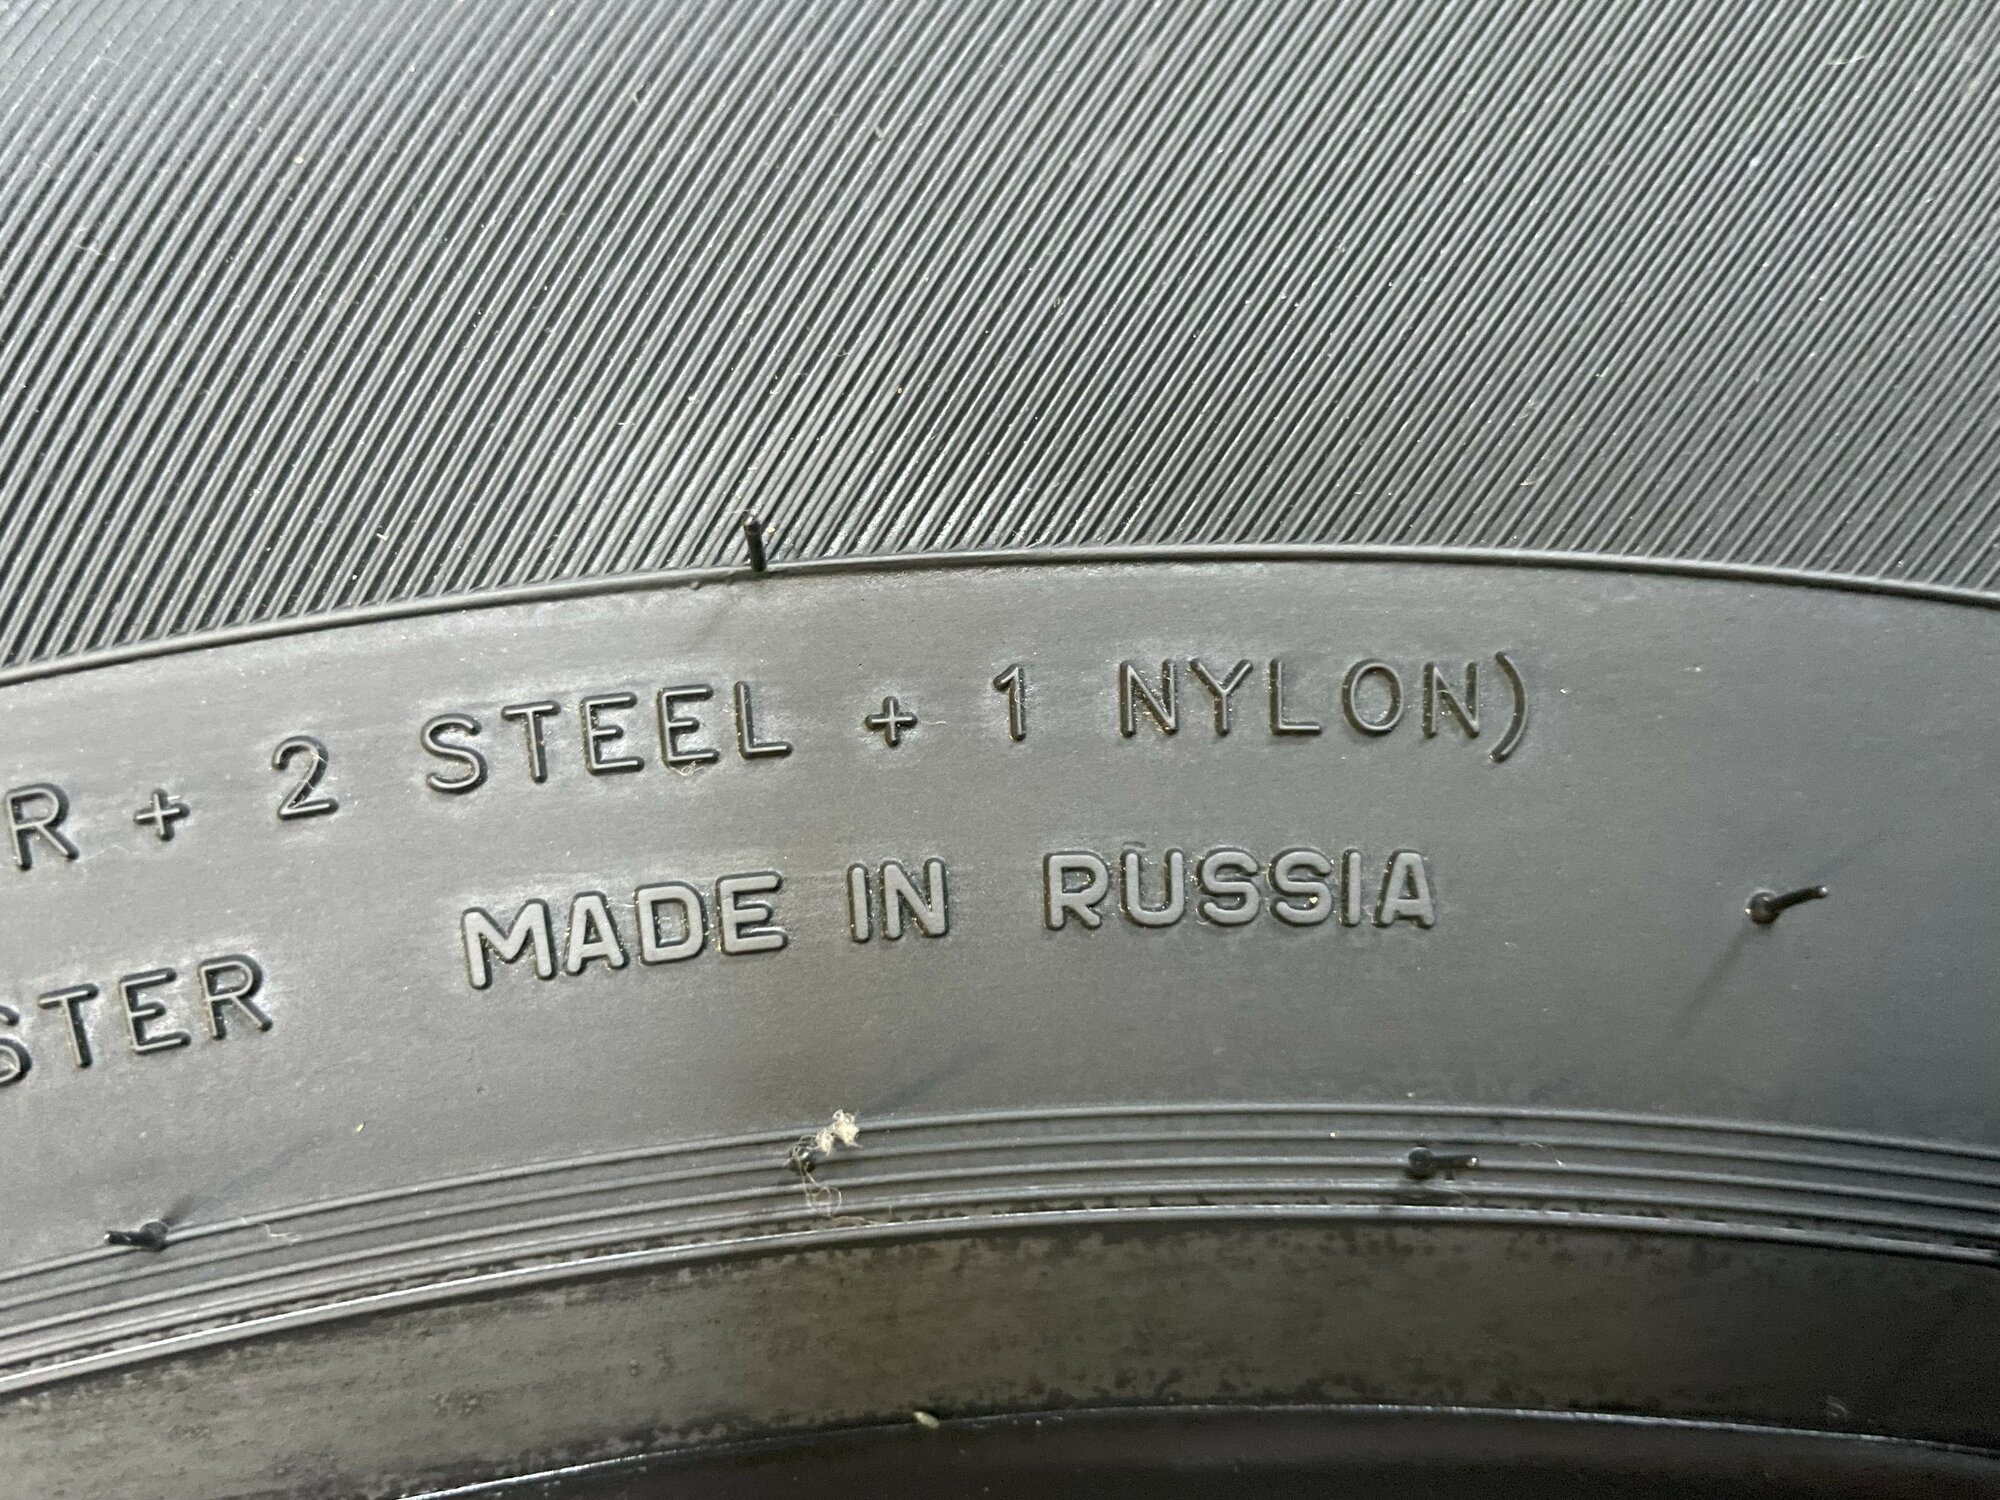 R + 2 STEEL + 1 NYLON)
STER MADE IN RUSSIA